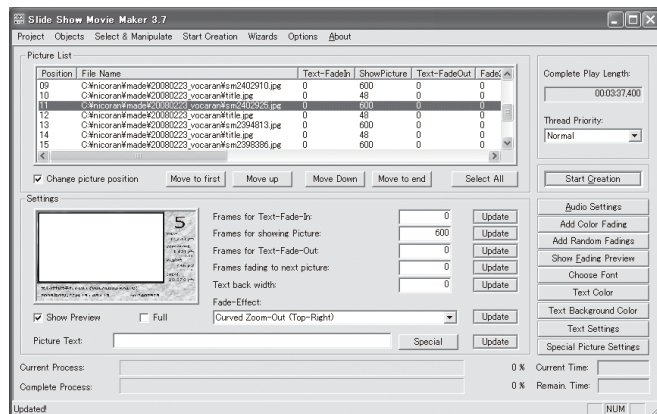 Slide Show Movie Maker 3.7
Project Objects Select & Manipulate Start Creation Wizards Options About
Picture List
Position File Name Text-FadeIn ShowPicture Text-FadeOut
09 C:¥nicoran¥made¥20080223_vocaran¥sm2402910.jpg 0 600 0 0
10 C:¥nicoran¥made¥20080223_vocaran¥title.jpg 0 48 0 0
11 C:¥nicoran¥made¥20080223_vocaran¥sm2402925.jpg 0 600 0 0
12 C:¥nicoran¥made¥20080223_vocaran¥title.jpg 0 48 0 0
13 C:¥nicoran¥made¥20080223_vocaran¥sm2394813.jpg 0 600 0 0
14 C:¥nicoran¥made¥20080223_vocaran¥title.jpg 0 48 0 0
15 C:¥nicoran¥made¥20080223_vocaran¥sm2398386.jpg 0 600 0 0
Change picture position Move to first Move up Move Down Move to end Select All
Complete Play Length:
00:03:37,400
Thread Priority:
Normal
Start Creation
Settings
5
Frames for Text-Fade-In: 0 Update
Frames for showing Picture: 600 Update
Frames for Text-Fade-Out: 0 Update
Frames fading to next picture: 0 Update
Text back width: 0 Update
Fade-Effect:
Curved Zoom-Out (Top-Right) Update
Show Preview Full
Picture Text: Special Update
Audio Settings
Add Color Fading
Add Random Fadings
Show Fading Preview
Choose Font
Text Color
Text Background Color
Text Settings
Special Picture Settings
Current Process: 0 % Current Time:
Complete Process: 0 % Remain. Time:
Updated! NUM